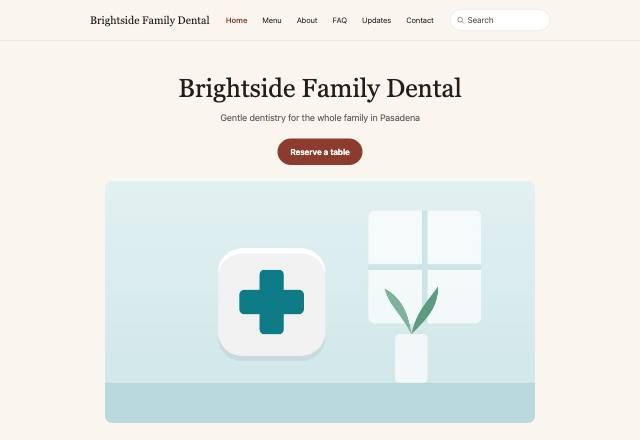 Brightside Family Dental Home Menu About FAQ Updates Contact Search
Brightside Family Dental
Gentle dentistry for the whole family in Pasadena
Reserve a table